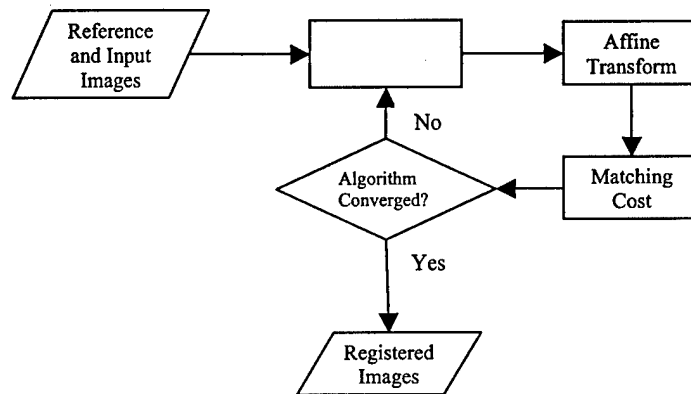 Reference
and Input
Images
Affine
Transform
No
Algorithm
Converged?
Matching
Cost
Yes
Registered
Images